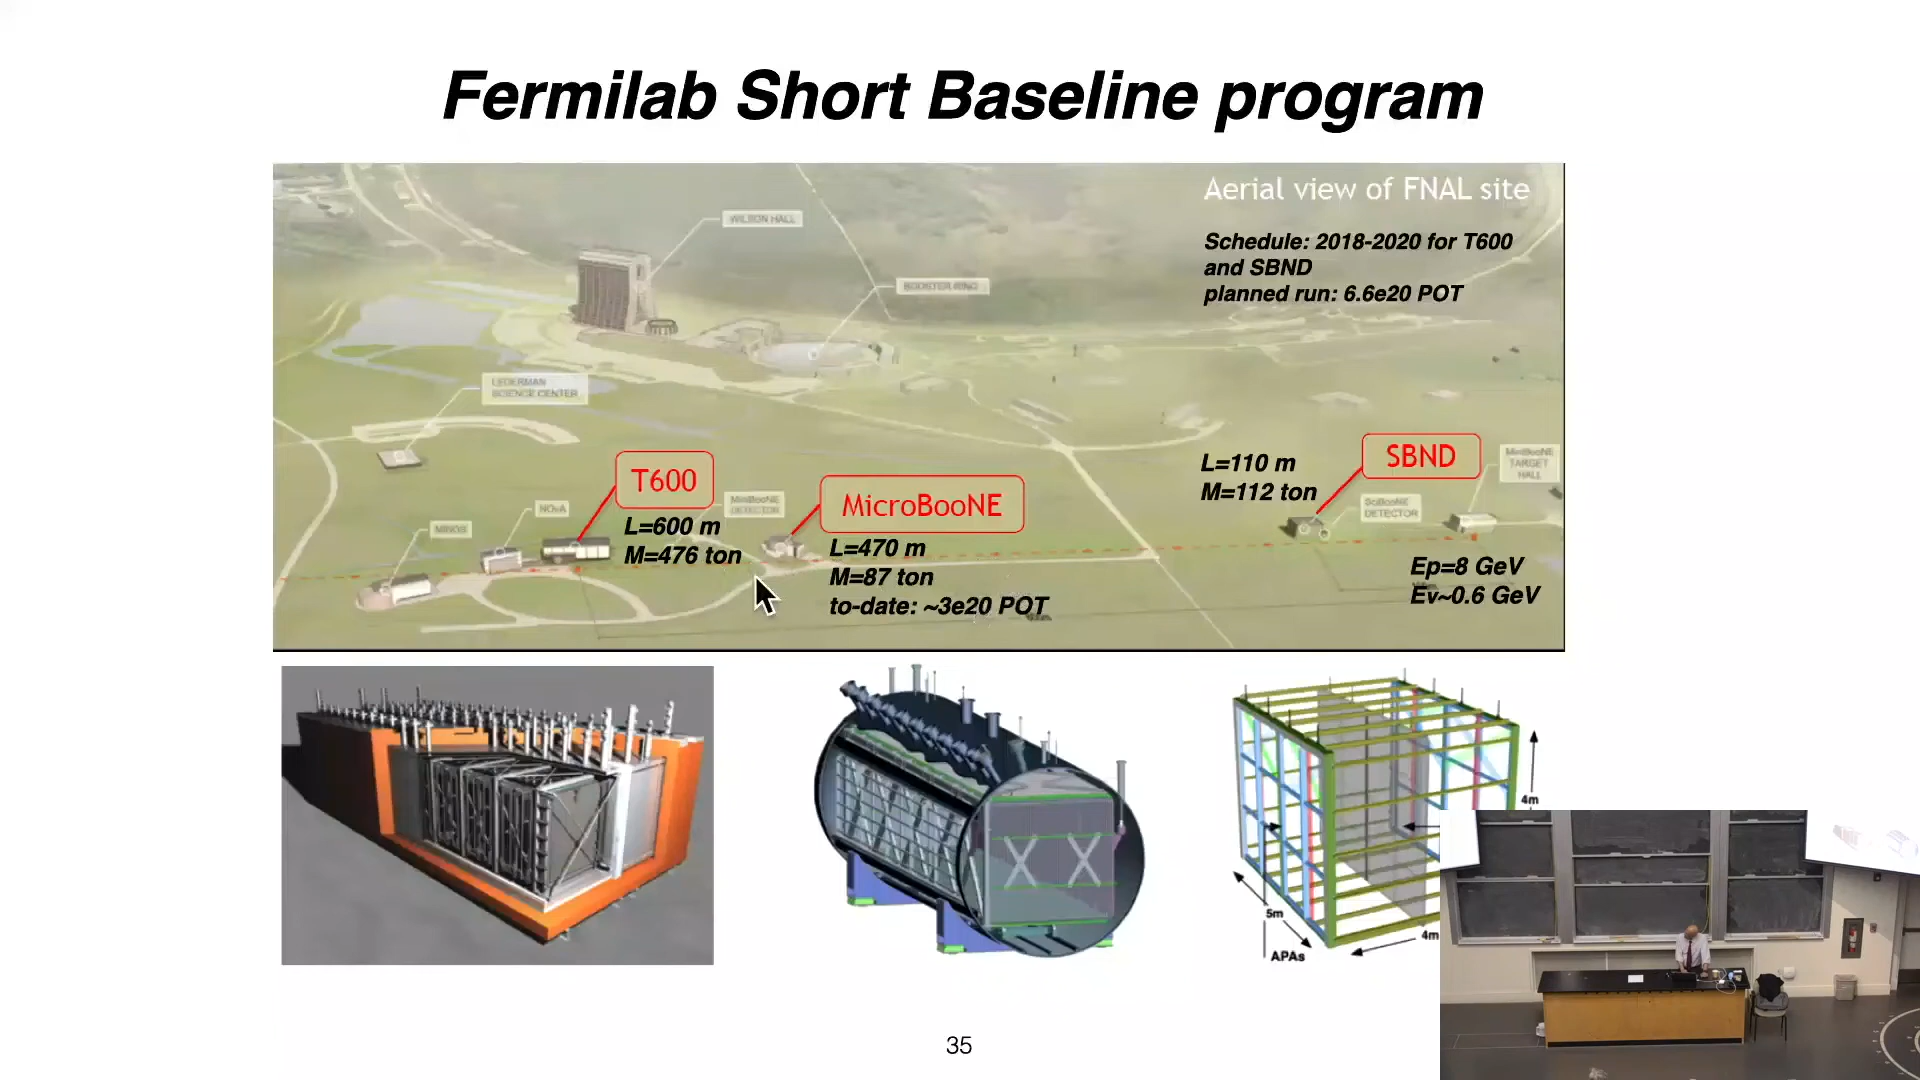 Fermilab Short Baseline program
Aerial view of FNAL site
Schedule: 2018-2020 for T600
and SBND
planned run: 6.6e20 POT
WILSON HALL
BOOSTER RING
LEDERMAN
SCIENCE CENTER
MINOS
NOvA
T600
L=600 m
M=476 ton
MiniBooNE
DETECTOR
MicroBooNE
L=470 m
M=87 ton
to-date: ~3e20 POT
L=110 m
M=112 ton
SBND
SciBooNE
DETECTOR
MiniBooNE
TARGET
HALL
Ep=8 GeV
Eν~0.6 GeV
4m
5m
4m
APAs
35